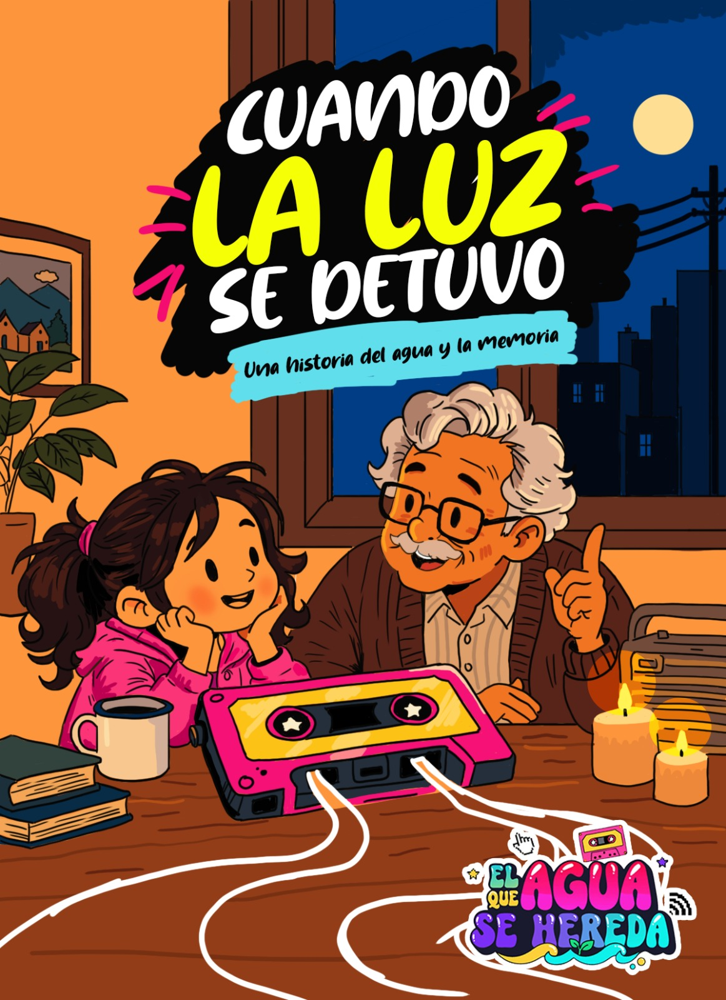 CUANDO
LA LUZ
SE DETUVO
Una historia del agua y la memoria
EL AGUA
QUE
SE HEREDA